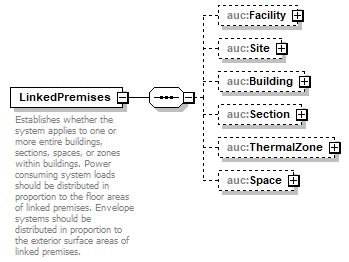 auc:Facility
auc:Site
auc:Building
LinkedPremises
auc:Section
Establishes whether the
system applies to one or
more entire buildings,
sections, spaces, or zones
within buildings. Power
consuming system loads
should be distributed in
proportion to the floor areas
of linked premises. Envelope
systems should be
distributed in proportion to
the exterior surface areas of
linked premises.
auc:ThermalZone
auc:Space